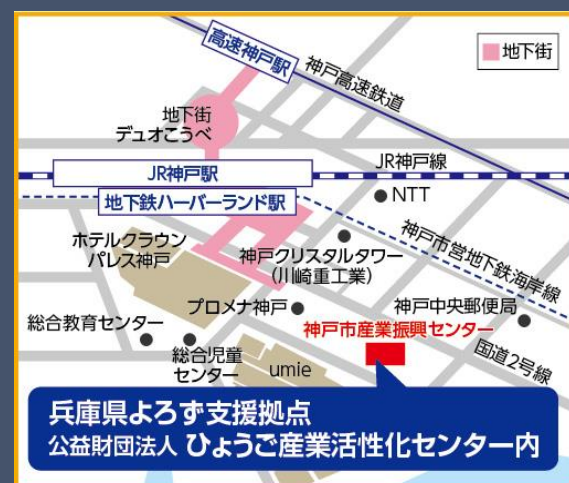 高速神戸駅
神戸高速鉄道
地下街
地下街
デュオこうべ
JR神戸線
JR神戸駅
地下鉄ハーバーランド駅
NTT
ホテルクラウン
パレス神戸
神戸クリスタルタワー
(川崎重工業)
神戸市営地下鉄海岸線
プロメナ神戸
神戸中央郵便局
総合教育センター
神戸市産業振興センター
総合児童
センター
umie
国道2号線
兵庫県よろず支援拠点
公益財団法人 ひょうご産業活性化センター内